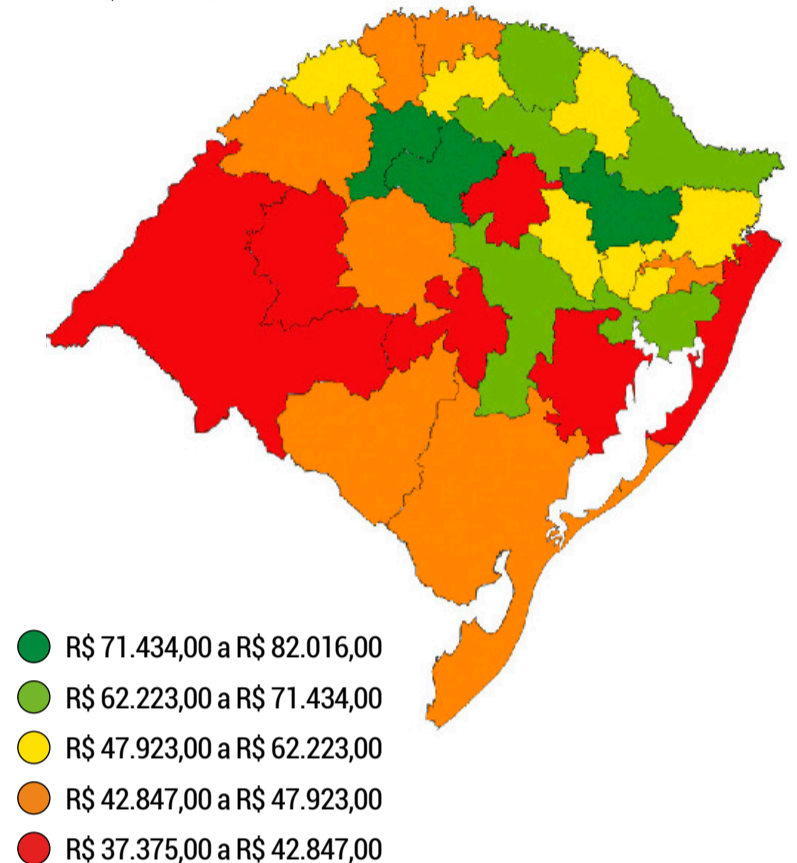 R$ 71.434,00 a R$ 82.016,00
R$ 62.223,00 a R$ 71.434,00
R$ 47.923,00 a R$ 62.223,00
R$ 42.847,00 a R$ 47.923,00
R$ 37.375,00 a R$ 42.847,00